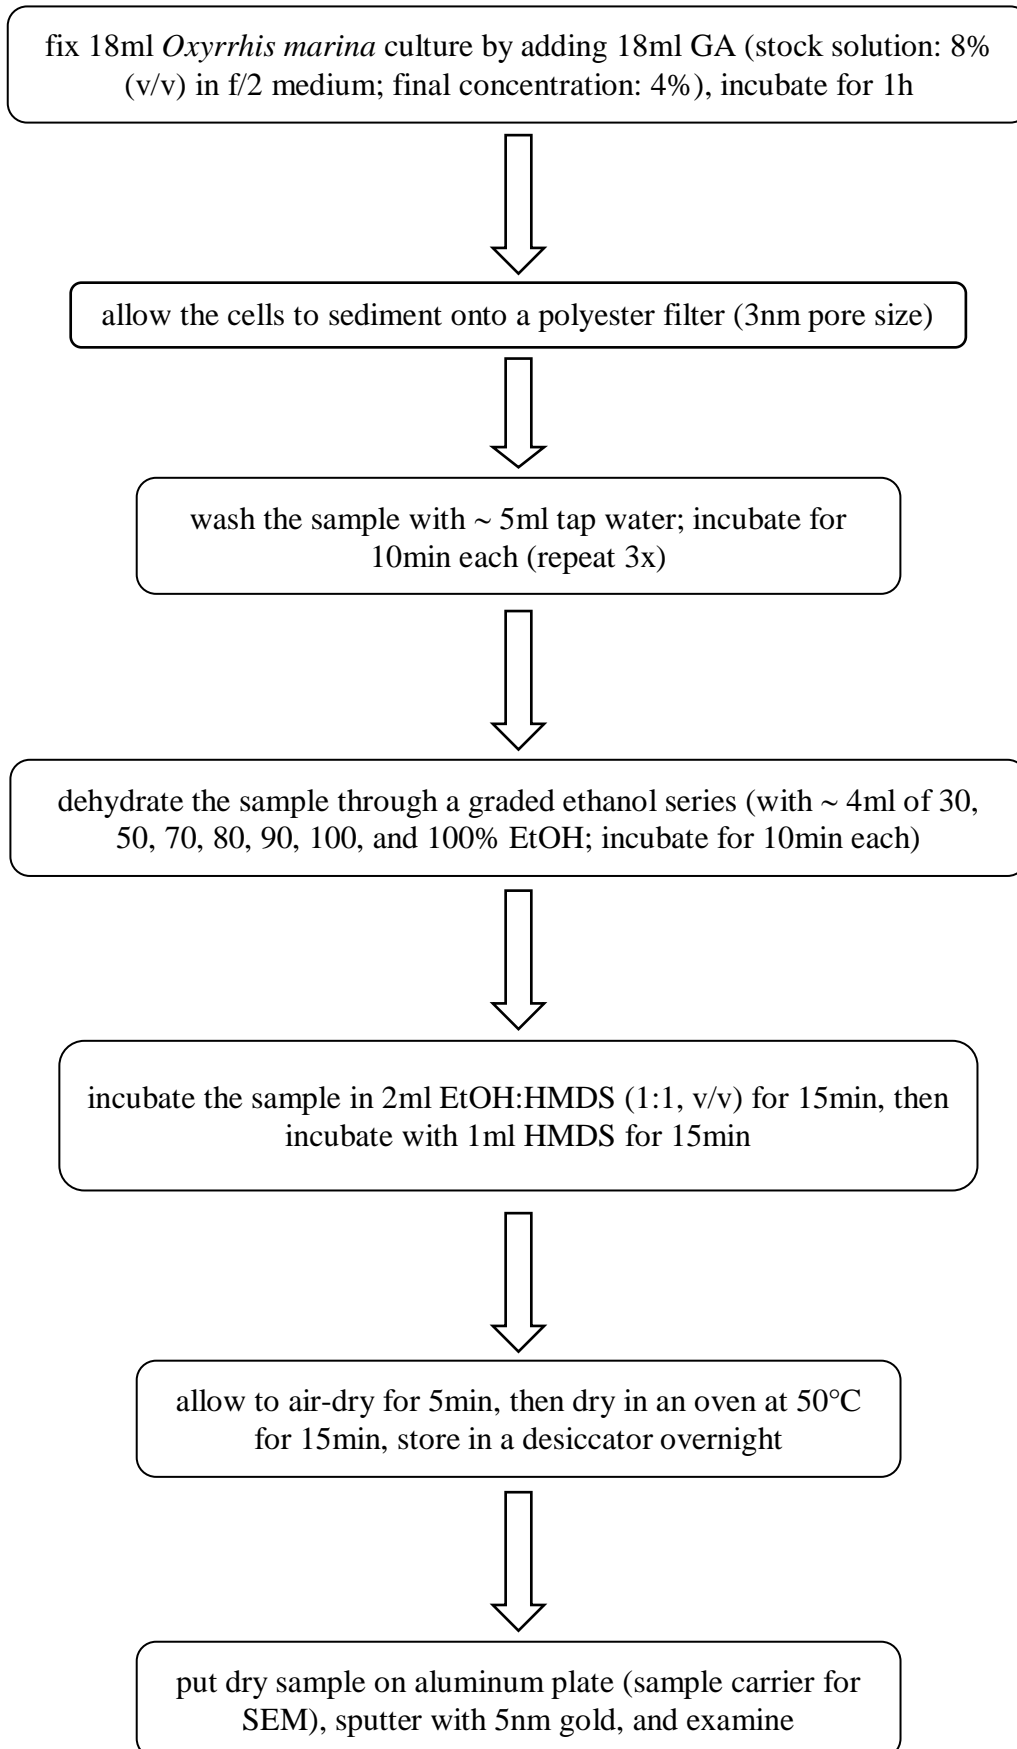 fix 18ml Oxyrrhis marina culture by adding 18ml GA (stock solution: 8%
(v/v) in f/2 medium; final concentration: 4%), incubate for 1h
allow the cells to sediment onto a polyester filter (3nm pore size)
wash the sample with ~ 5ml tap water; incubate for
10min each (repeat 3x)
dehydrate the sample through a graded ethanol series (with ~ 4ml of 30,
50, 70, 80, 90, 100, and 100% EtOH; incubate for 10min each)
incubate the sample in 2ml EtOH:HMDS (1:1, v/v) for 15min, then
incubate with 1ml HMDS for 15min
allow to air-dry for 5min, then dry in an oven at 50°C
for 15min, store in a desiccator overnight
put dry sample on aluminum plate (sample carrier for
SEM), sputter with 5nm gold, and examine